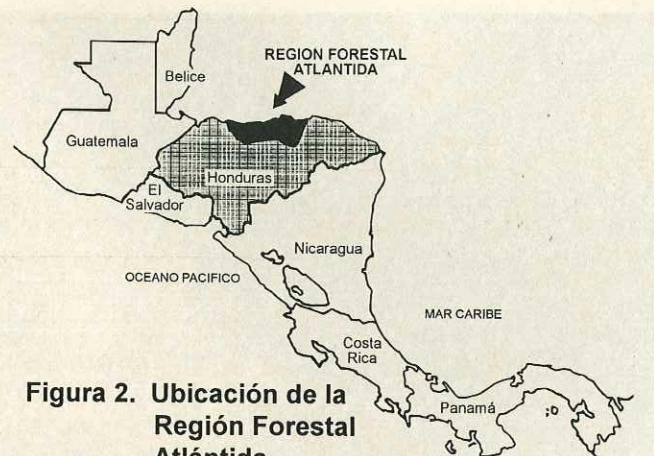 REGION FORESTAL
ATLANTIDA
Belice
Guatemala
Honduras
El
Salvador
Nicaragua
OCEANO PACIFICO
MAR CARIBE
Costa
Rica
Panamá
Figura 2. Ubicación de la
Región Forestal
Atlántida